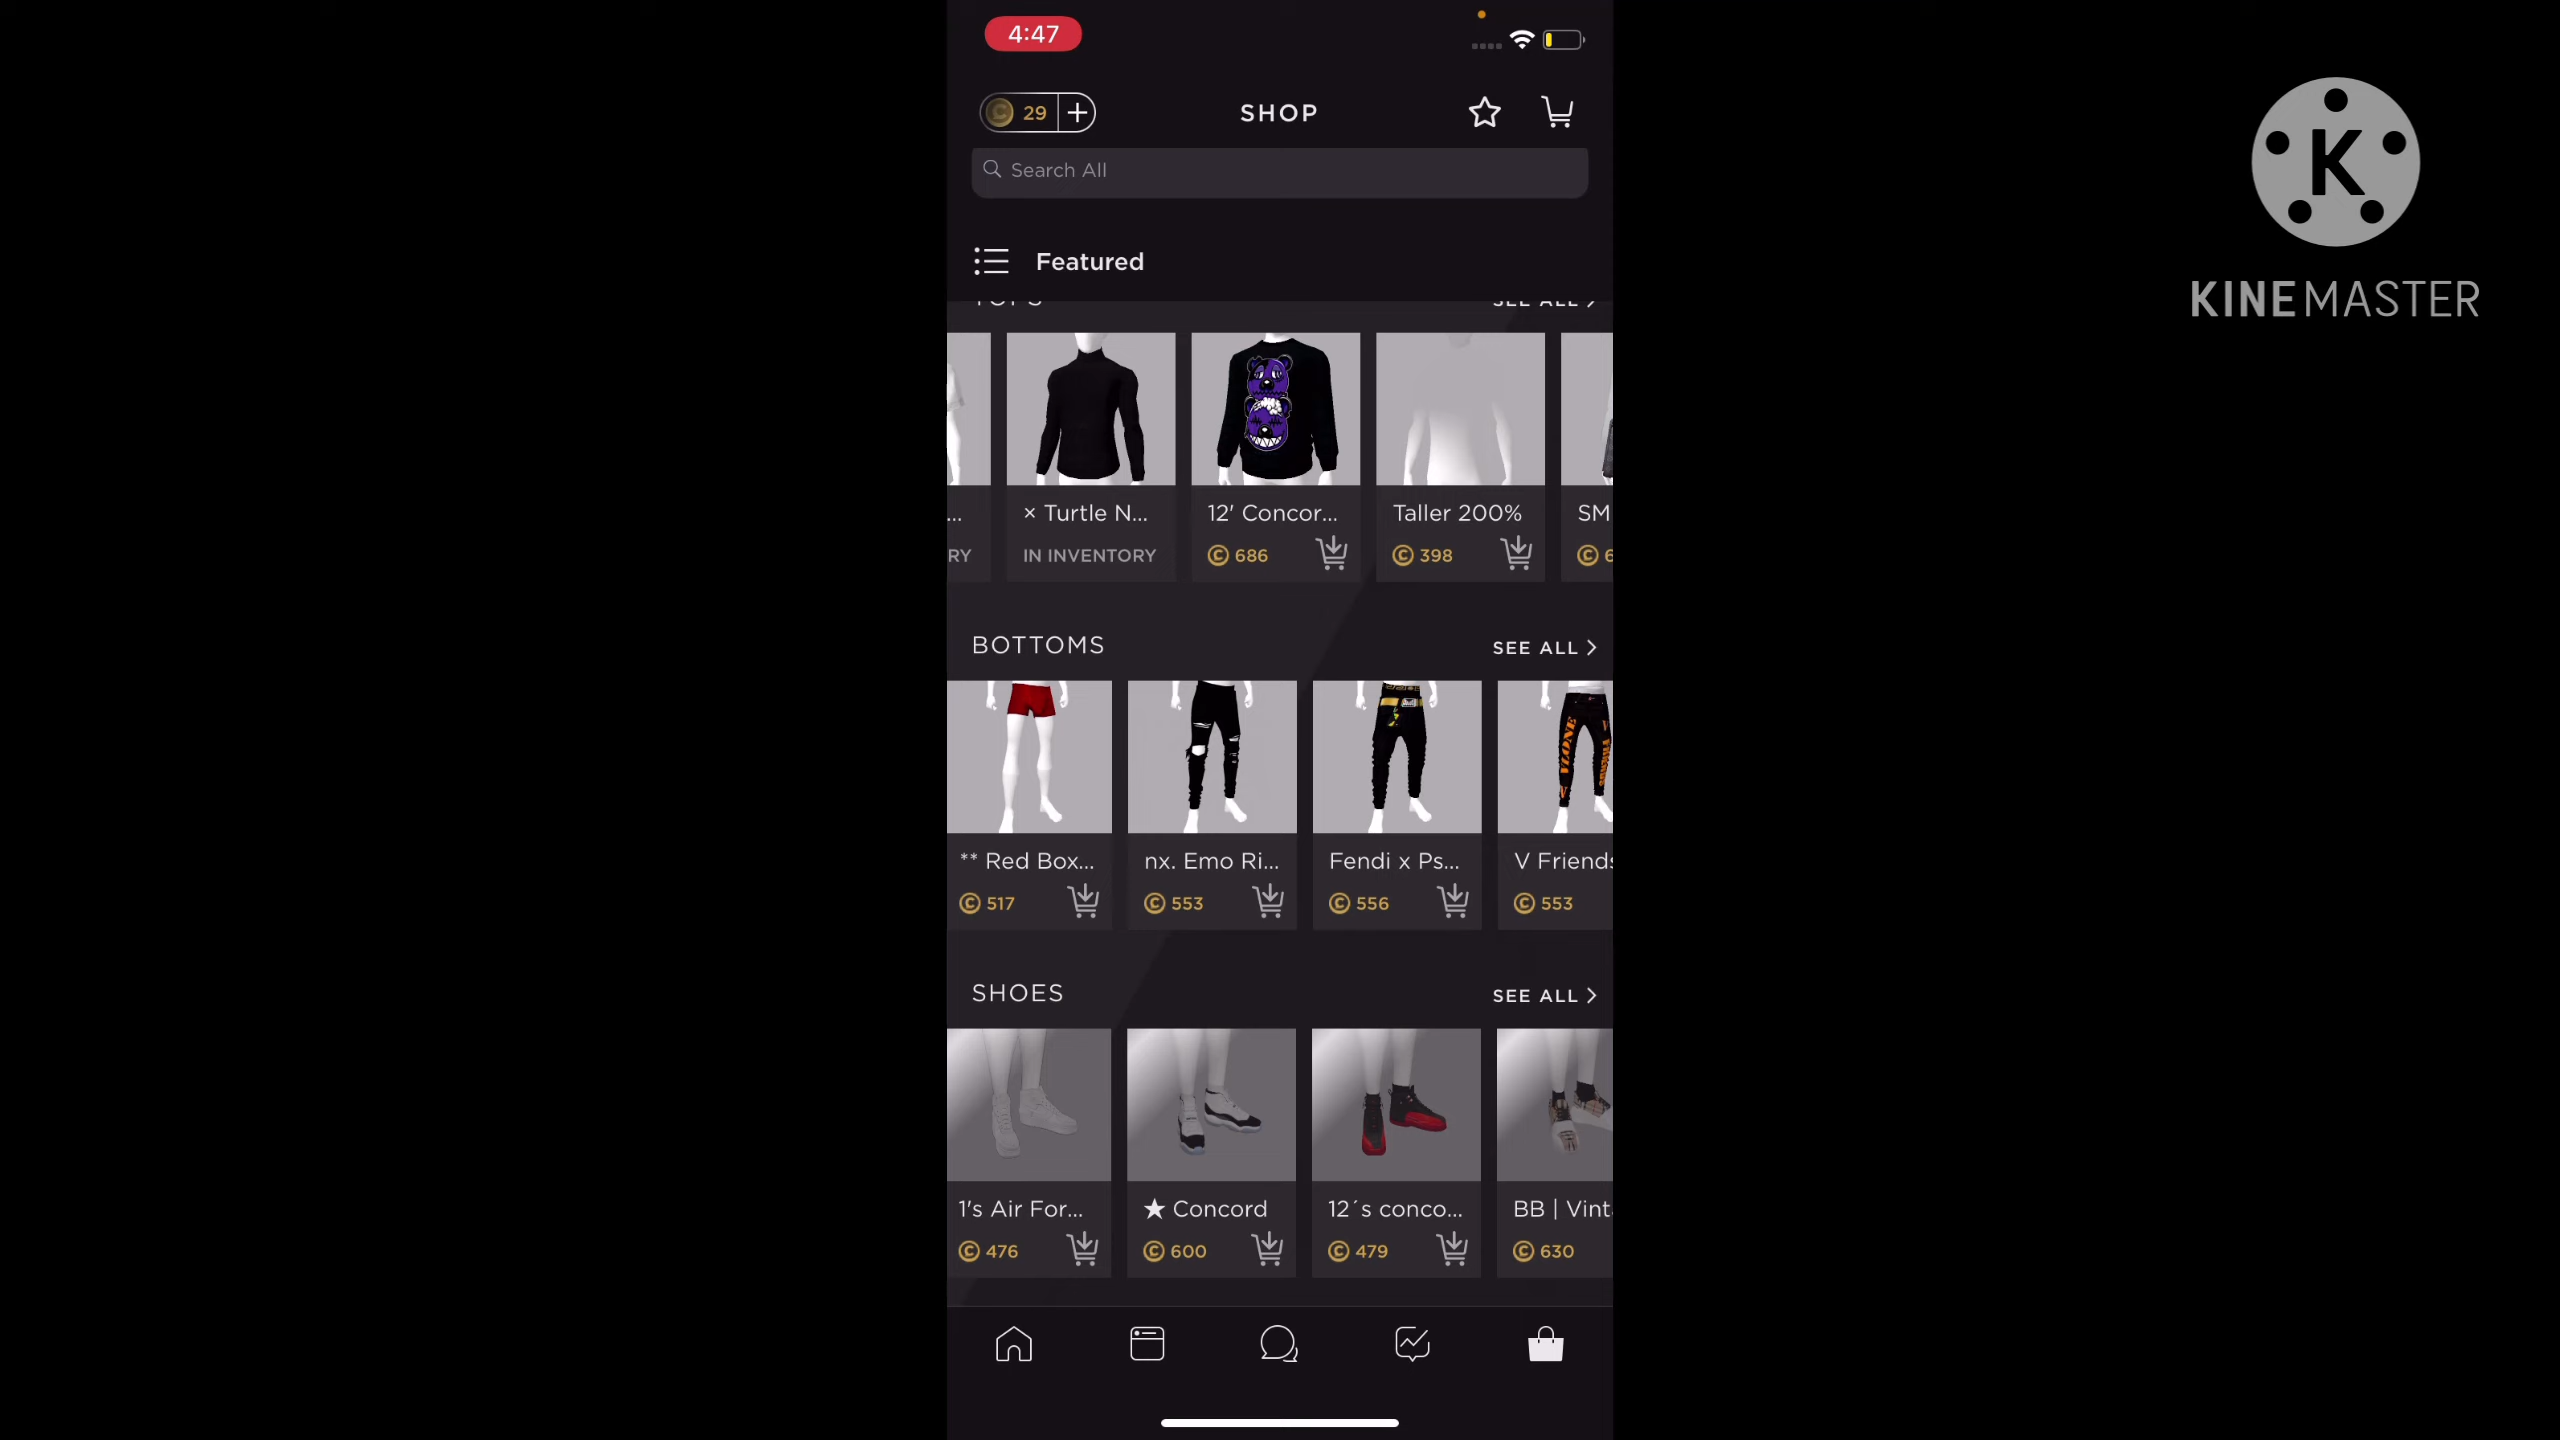 4:47
29
SHOP
Search All
Featured
TOPS
SEE ALL
...
× Turtle N...
12' Concor...
Taller 200%
SM
RY
IN INVENTORY
686
398
6
BOTTOMS
SEE ALL
** Red Box...
nx. Emo Ri...
Fendi x Ps...
V Friends
517
553
556
553
SHOES
SEE ALL
1's Air For...
★ Concord
12´s conco...
BB | Vint
476
600
479
630
K
KINEMASTER